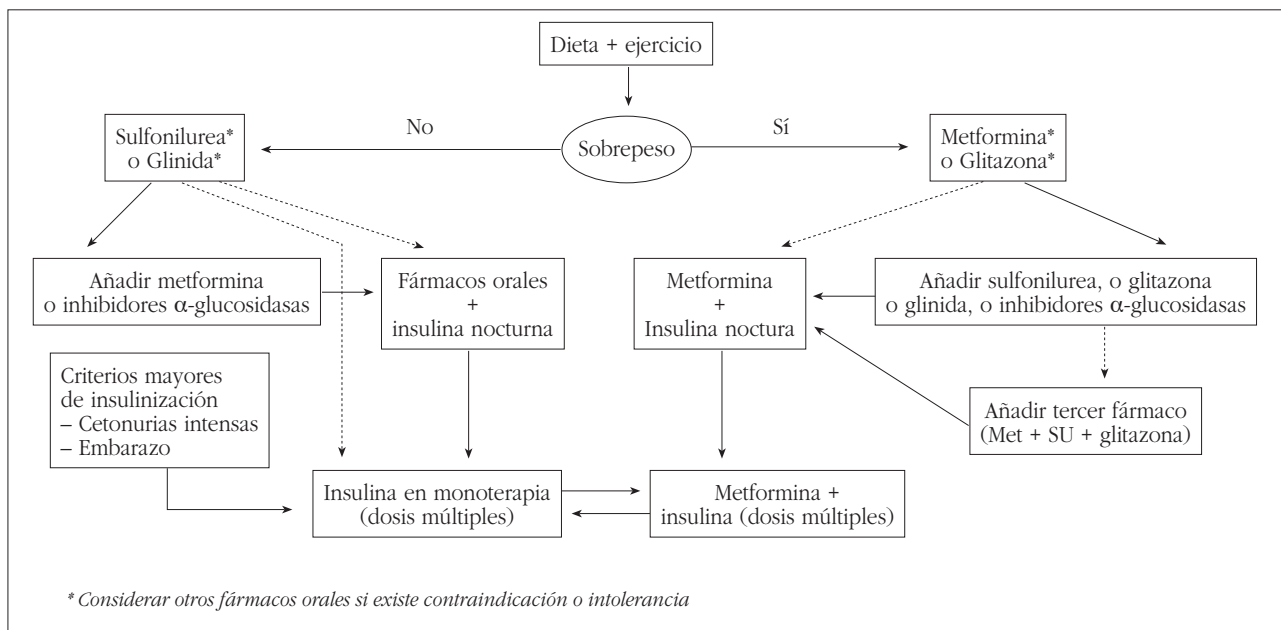 Dieta + ejercicio
No
Sobrepeso
Sí
Sulfonilurea*
o Glinida*
Metformina*
o Glitazona*
Añadir metformina
o inhibidores α-glucosidasas
Fármacos orales
+
insulina nocturna
Metformina
+
Insulina noctura
Añadir sulfonilurea, o glitazona
o glinida, o inhibidores α-glucosidasas
Criterios mayores
de insulinización
– Cetonurias intensas
– Embarazo
Añadir tercer fármaco
(Met + SU + glitazona)
Insulina en monoterapia
(dosis múltiples)
Metformina +
insulina (dosis múltiples)
* Considerar otros fármacos orales si existe contraindicación o intolerancia